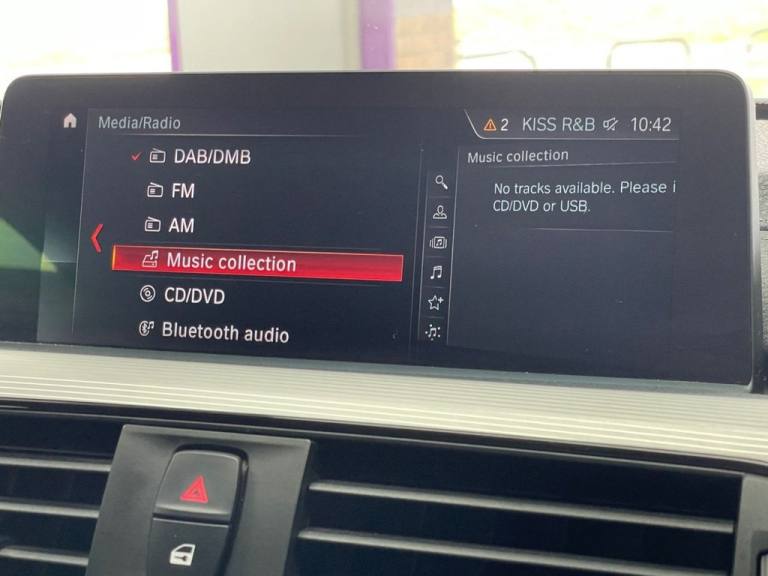 Media/Radio
2 KISS R&B 10:42
DAB/DMB
FM
AM
Music collection
CD/DVD
Bluetooth audio
Music collection
No tracks available. Please i
CD/DVD or USB.